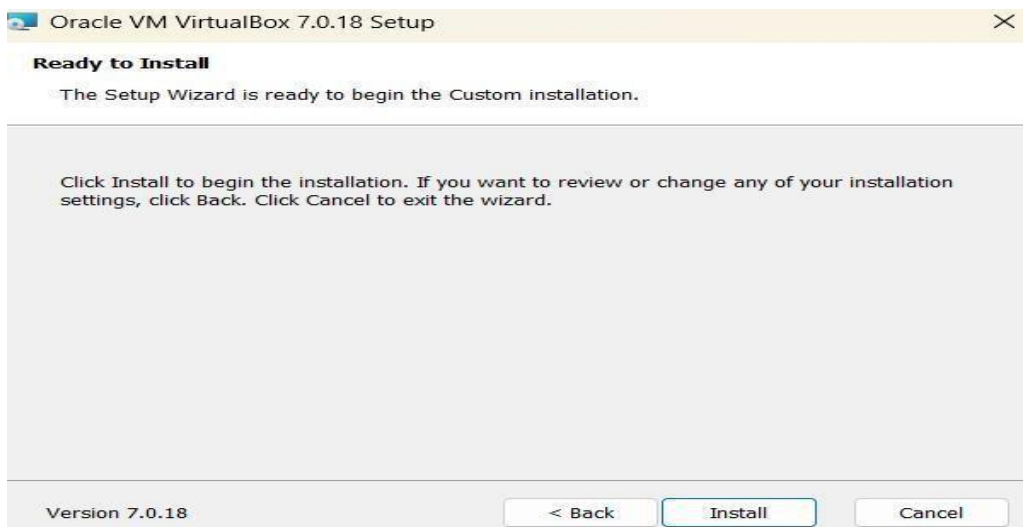 Oracle VM VirtualBox 7.0.18 Setup
Ready to Install
The Setup Wizard is ready to begin the Custom installation.
Click Install to begin the installation. If you want to review or change any of your installation
settings, click Back. Click Cancel to exit the wizard.
Version 7.0.18
< Back
Install
Cancel